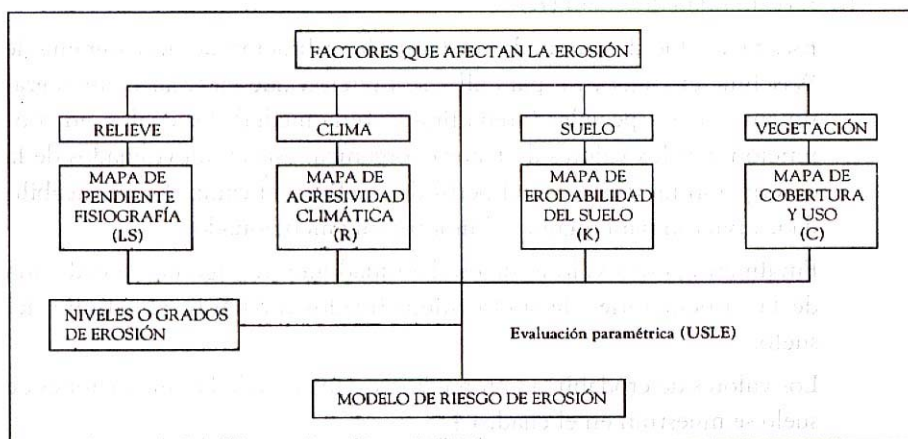 FACTORES QUE AFECTAN LA EROSIÓN
RELIEVE
CLIMA
SUELO
VEGETACIÓN
MAPA DE
PENDIENTE
FISIOGRAFÍA
(LS)
MAPA DE
AGRESIVIDAD
CLIMÁTICA
(R)
MAPA DE
ERODABILIDAD
DEL SUELO
(K)
MAPA DE
COBERTURA
Y USO
(C)
NIVELES O GRADOS
DE EROSIÓN
Evaluación paramétrica (USLE)
MODELO DE RIESGO DE EROSIÓN